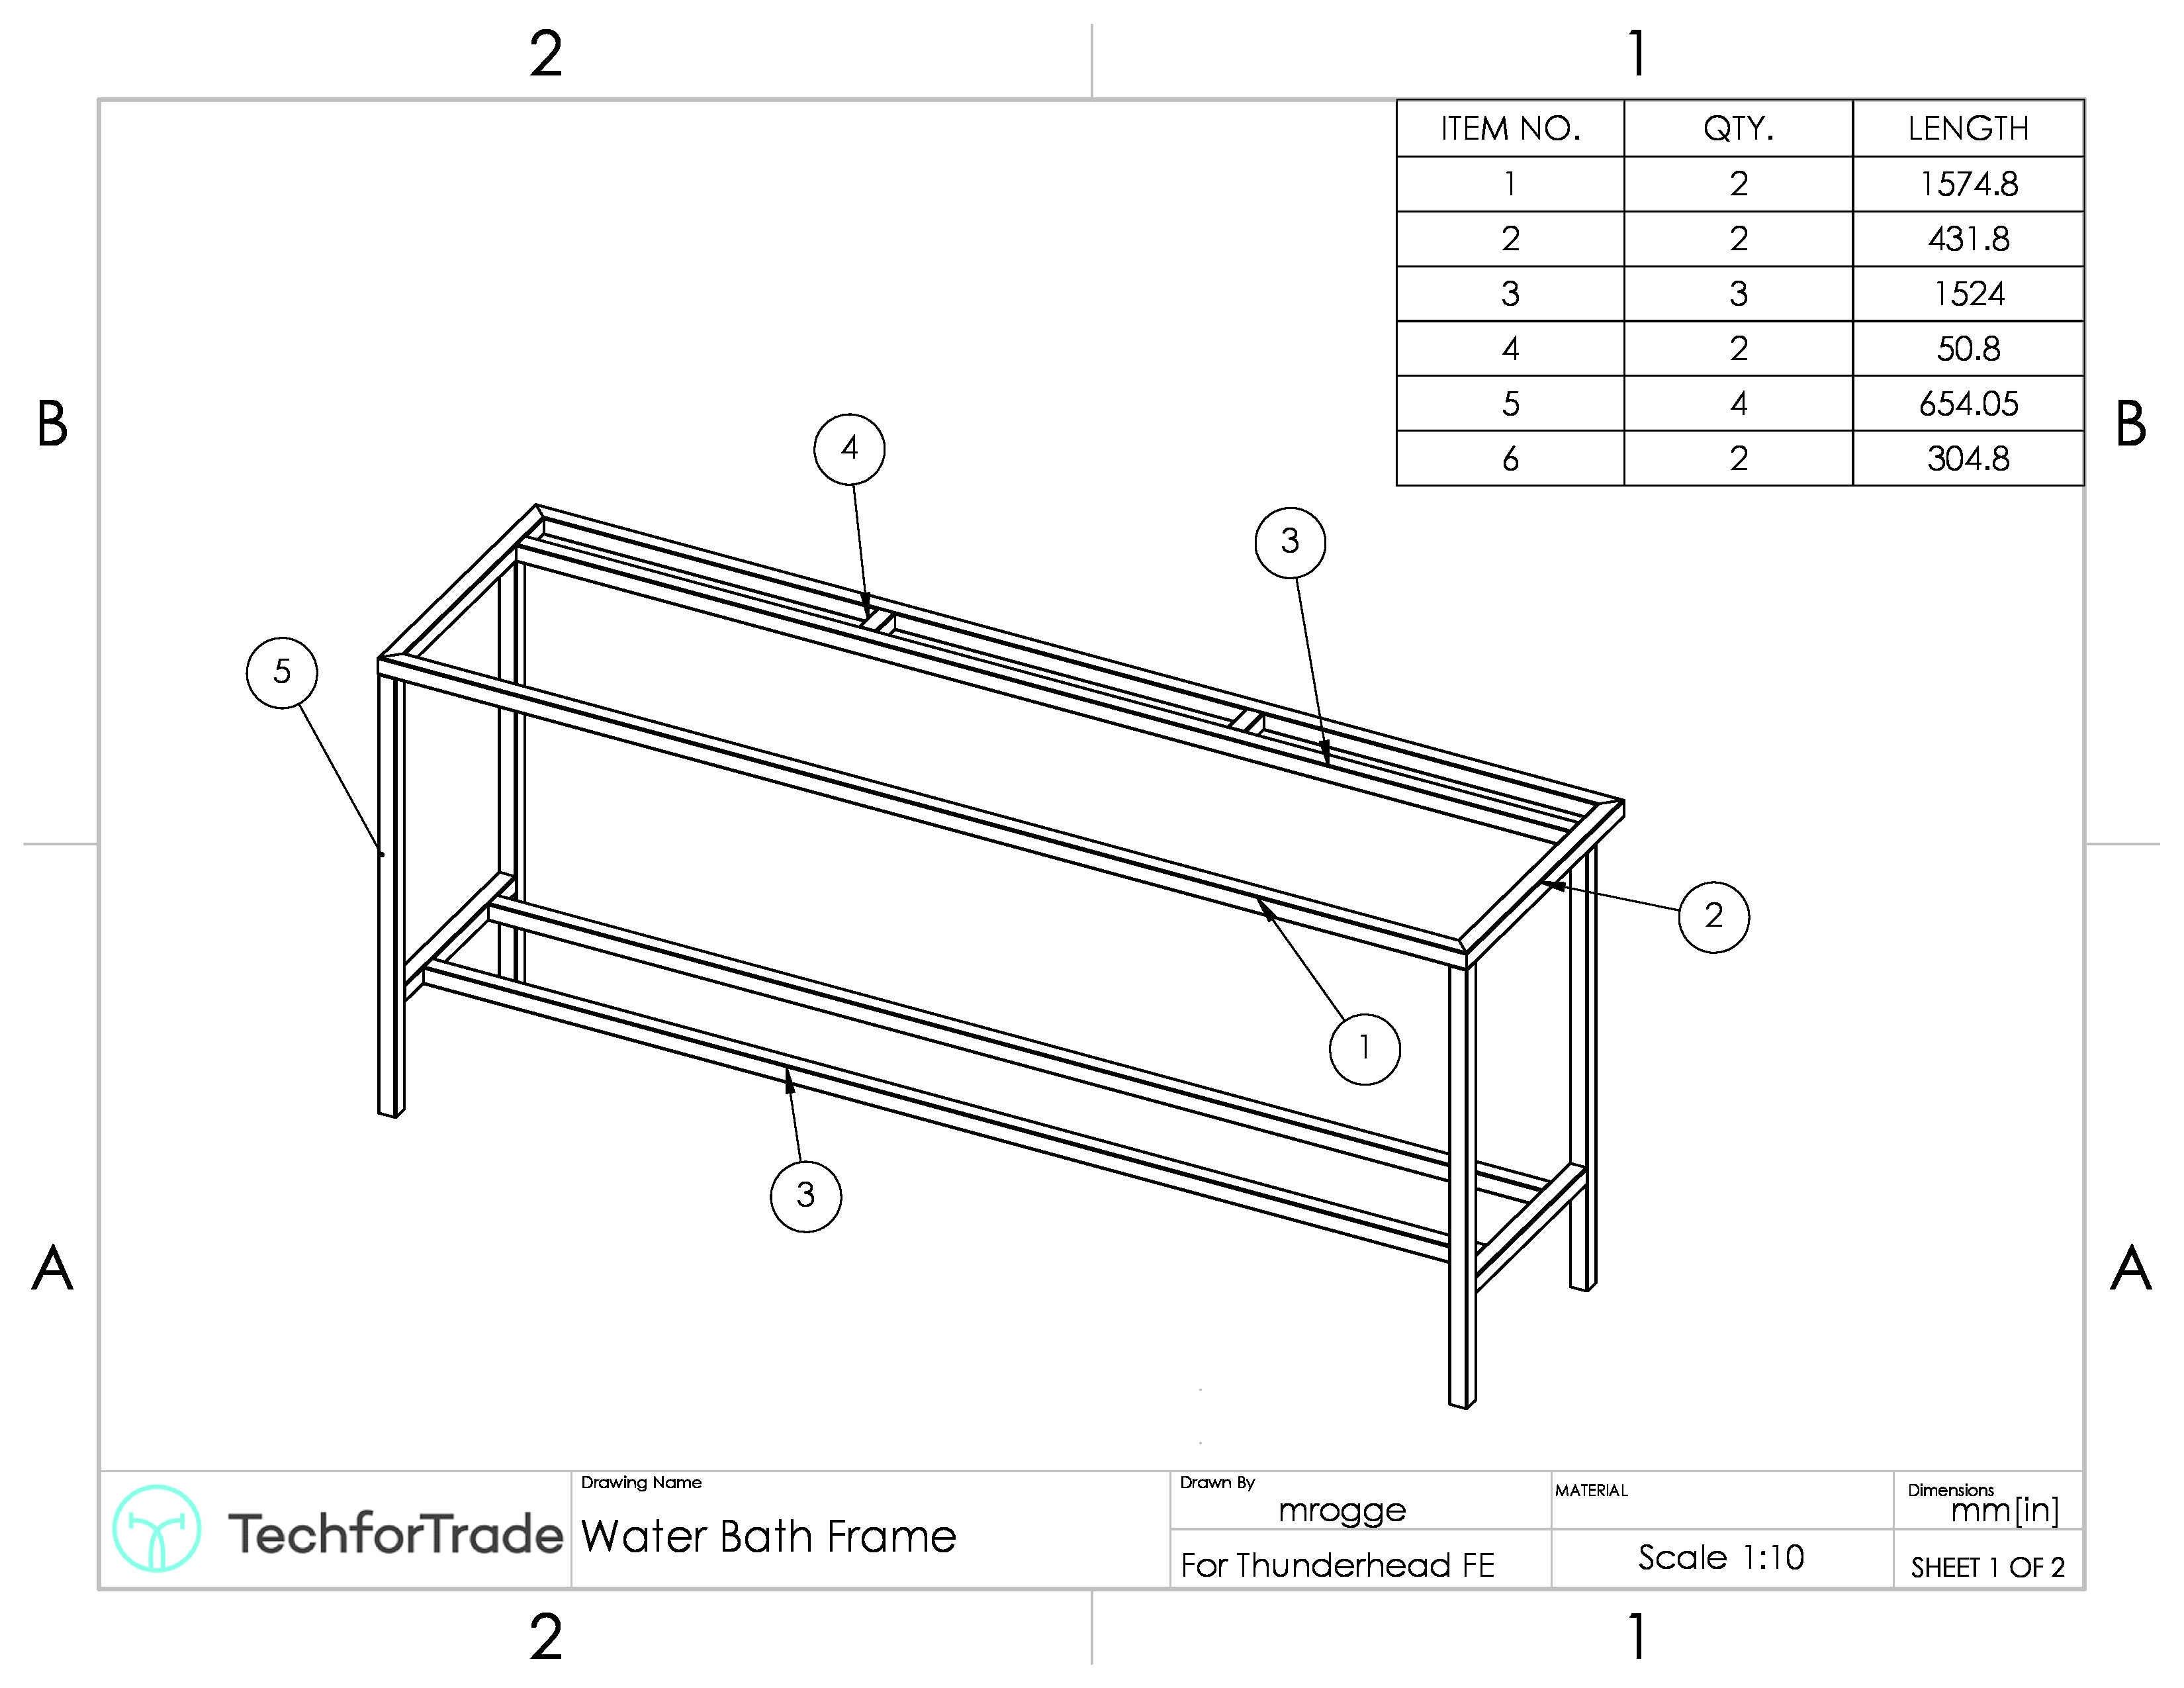 2 1
ITEM NO. QTY. LENGTH
1 2 1574.8
2 2 431.8
3 3 1524
4 2 50.8
5 4 654.05
6 2 304.8
B B
4
3
5
2
1
3
A A
TechforTrade
Drawing Name
Water Bath Frame
Drawn By
mrogge
For Thunderhead FE
MATERIAL
Scale 1:10
Dimensions
mm[in]
SHEET 1 OF 2
2 1